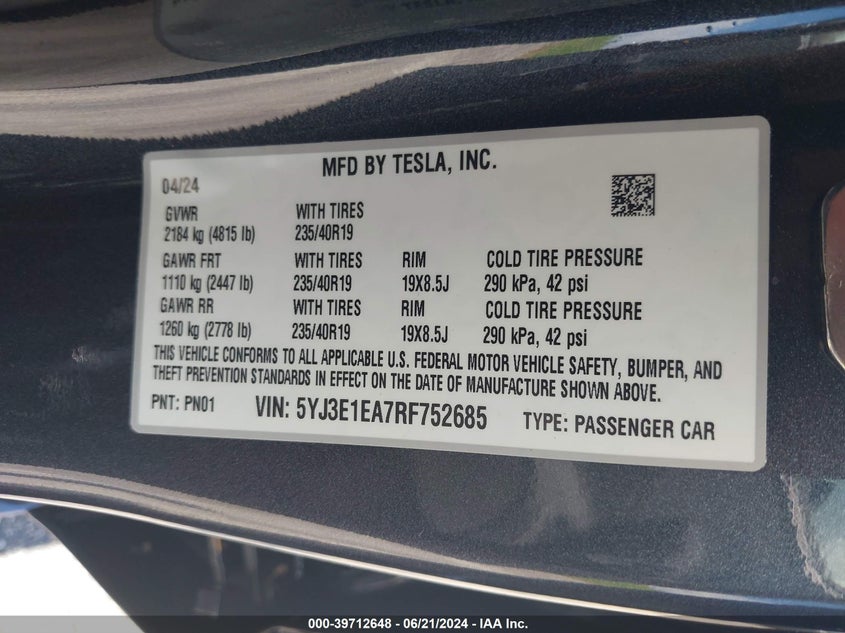 MFD BY TESLA, INC.
04/24
GVWR WITH TIRES
2184 kg (4815 lb) 235/40R19
GAWR FRT WITH TIRES RIM COLD TIRE PRESSURE
1110 kg (2447 lb) 235/40R19 19X8.5J 290 kPa, 42 psi
GAWR RR WITH TIRES RIM COLD TIRE PRESSURE
1260 kg (2778 lb) 235/40R19 19X8.5J 290 kPa, 42 psi
THIS VEHICLE CONFORMS TO ALL APPLICABLE U.S. FEDERAL MOTOR VEHICLE SAFETY, BUMPER, AND
THEFT PREVENTION STANDARDS IN EFFECT ON THE DATE OF MANUFACTURE SHOWN ABOVE.
PNT: PN01 VIN: 5YJ3E1EA7RF752685 TYPE: PASSENGER CAR
000-39712648 - 06/21/2024 - IAA Inc.